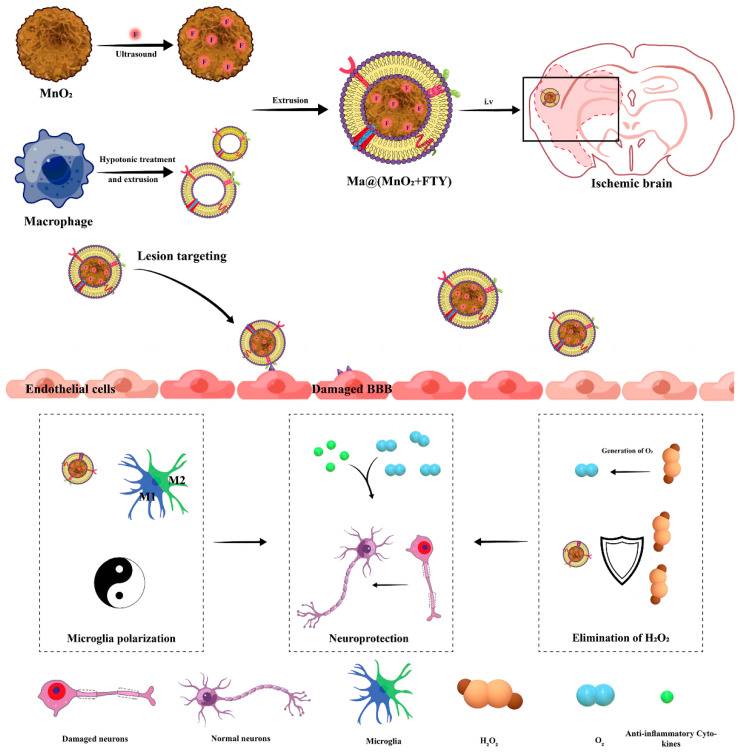 F
Ultrasound
F F F F F F F
MnO₂
Hypotonic treatment
and extrusion
Macrophage
Extrusion
F F F F F F F
Ma@(MnO₂+FTY)
i.v
Ischemic brain
Lesion targeting
Endothelial cells
Damaged BBB
M1
M2
Microglia polarization
Neuroprotection
Generation of O₂
Elimination of H₂O₂
Damaged neurons
Normal neurons
Microglia
H₂O₂
O₂
Anti-inflammatory Cyto-
kines